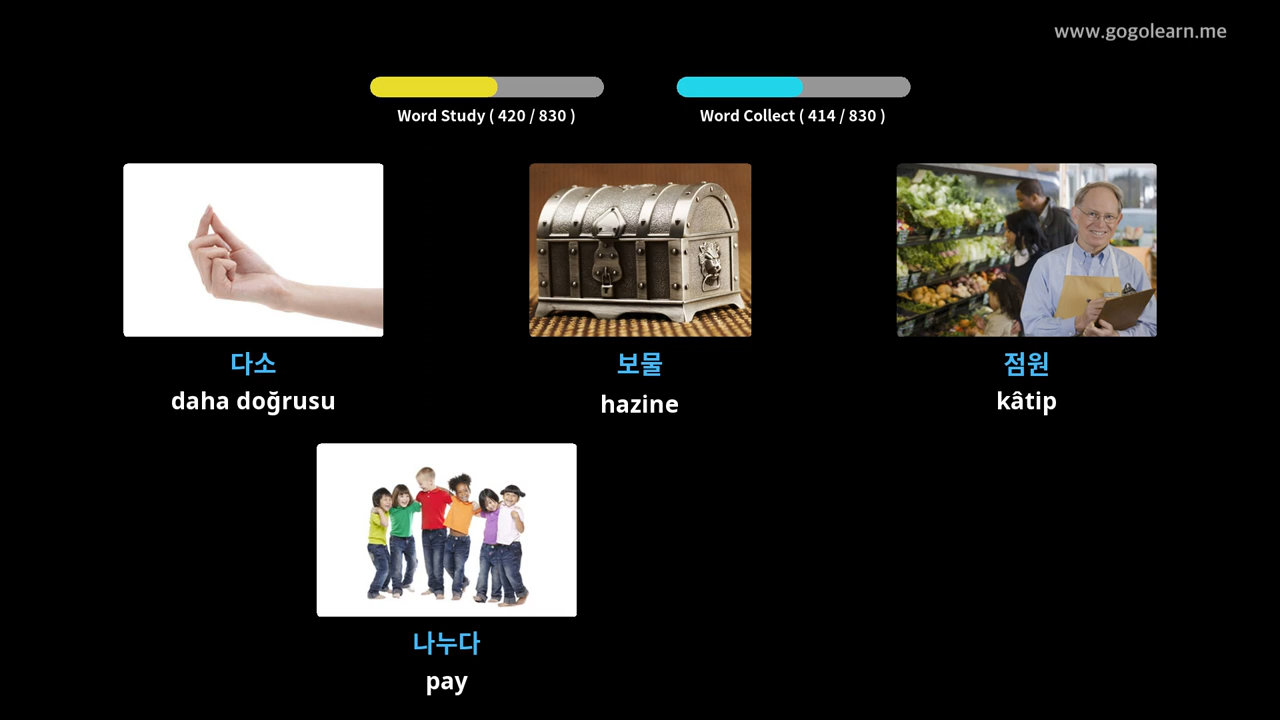 www.gogolearn.me
Word Study ( 420 / 830 )
Word Collect ( 414 / 830 )
다소
daha doğrusu
보물
hazine
점원
kâtip
나누다
pay